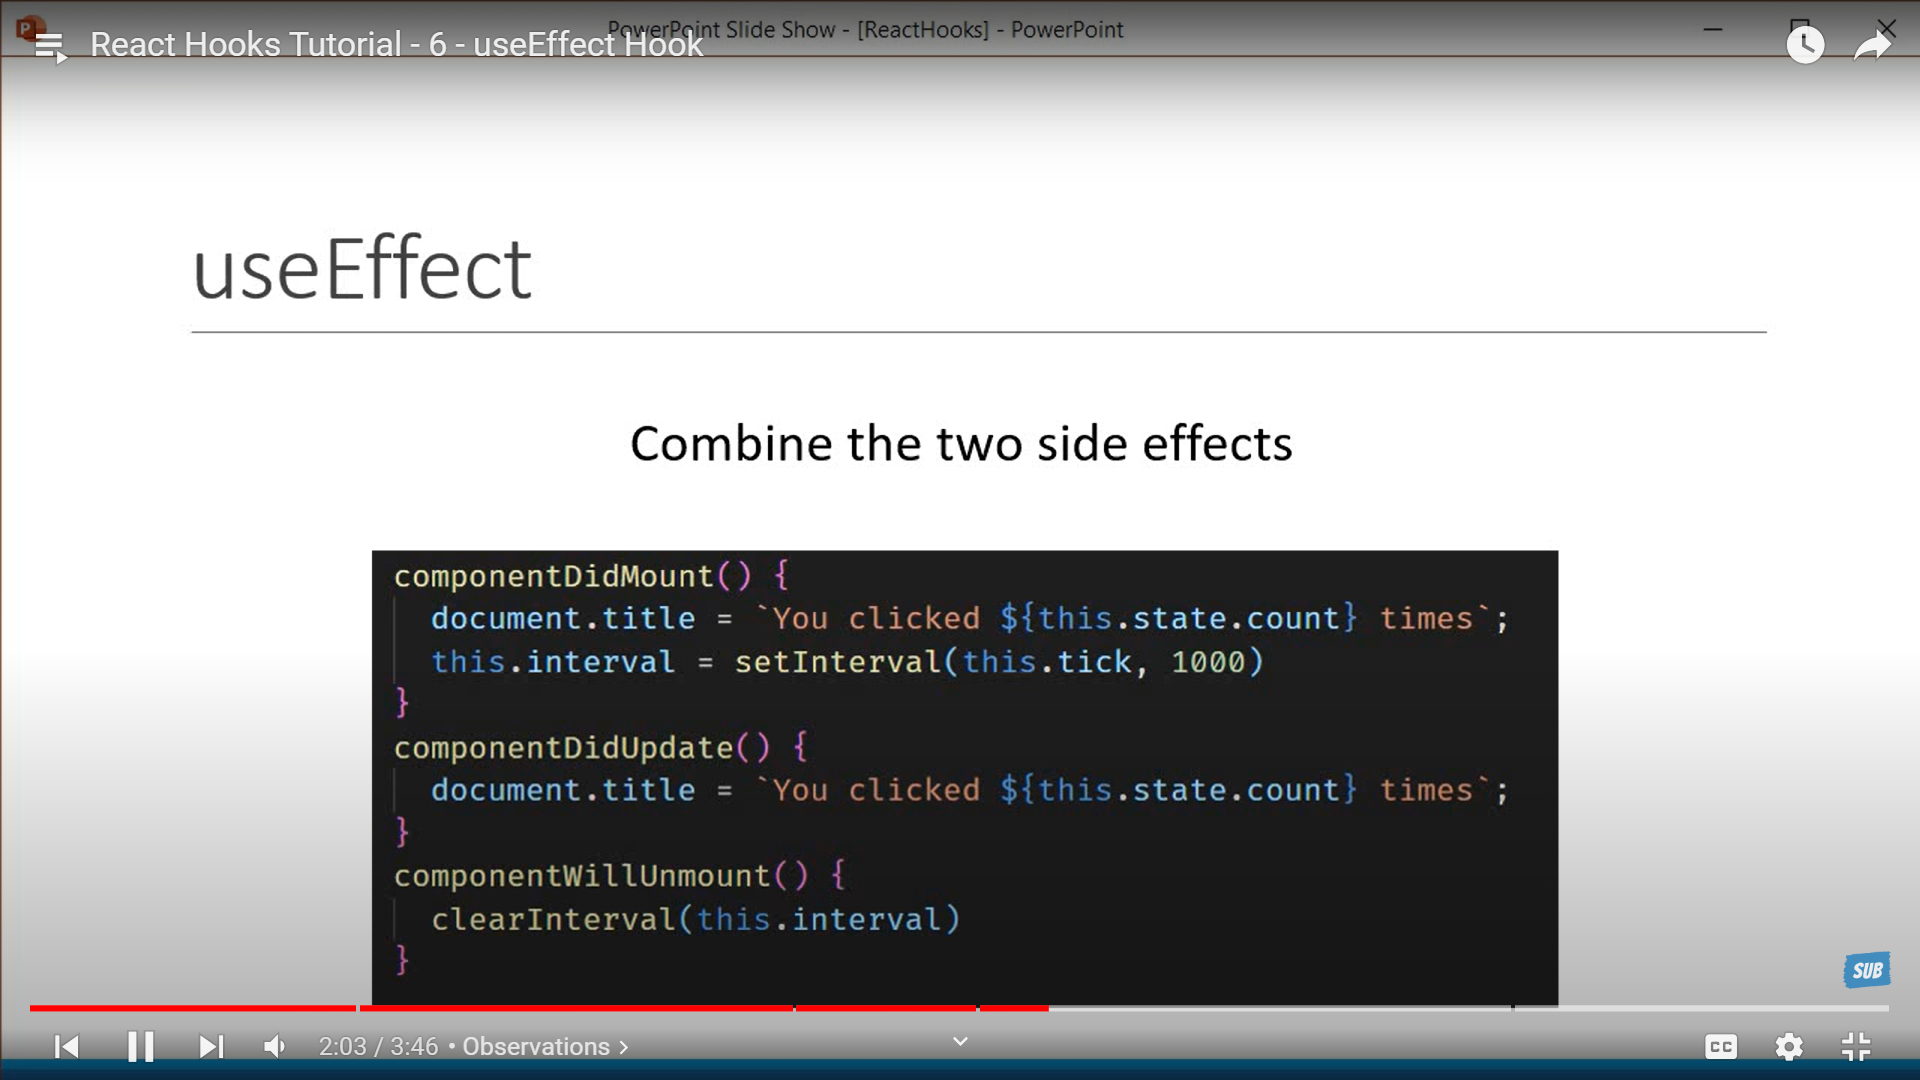 PowerPoint Slide Show - [ReactHooks] - PowerPoint
React Hooks Tutorial - 6 - useEffect Hook
useEffect
Combine the two side effects
componentDidMount() {
document.title = `You clicked ${this.state.count} times`;
this.interval = setInterval(this.tick, 1000)
}
componentDidUpdate() {
document.title = `You clicked ${this.state.count} times`;
}
componentWillUnmount() {
clearInterval(this.interval)
}
SUB
2:03 / 3:46 • Observations >
CC